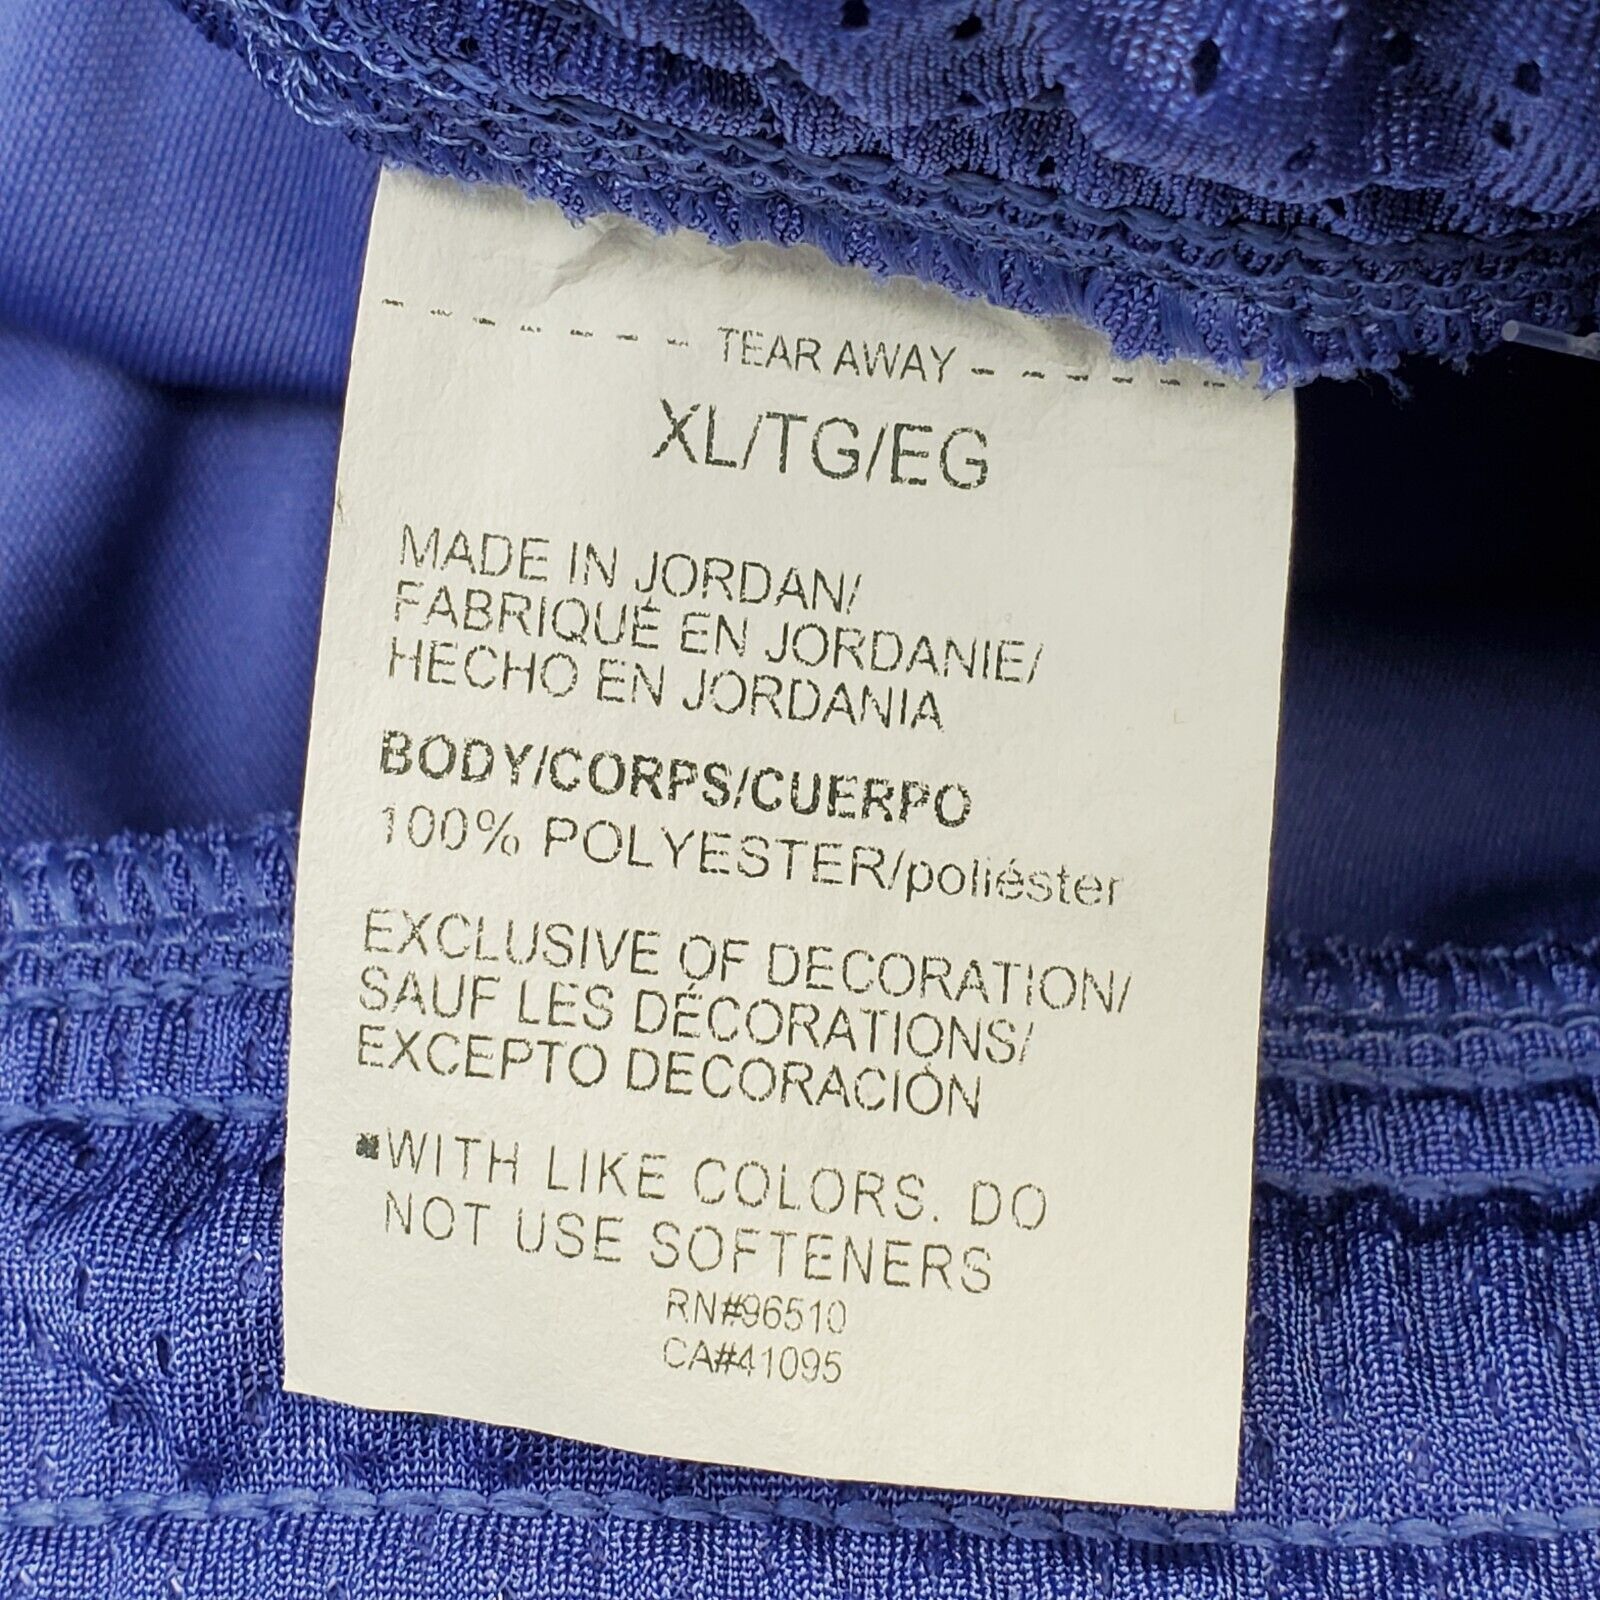 TEAR AWAY
XL/TG/EG
MADE IN JORDAN/
FABRIQUÉ EN JORDANIE/
HECHO EN JORDANIA
BODY/CORPS/CUERPO
100% POLYESTER/poliéster
EXCLUSIVE OF DECORATION/
SAUF LES DÉCORATIONS/
EXCEPTO DECORACIÓN
▪WITH LIKE COLORS. DO
NOT USE SOFTENERS
RN#96510
CA#41095